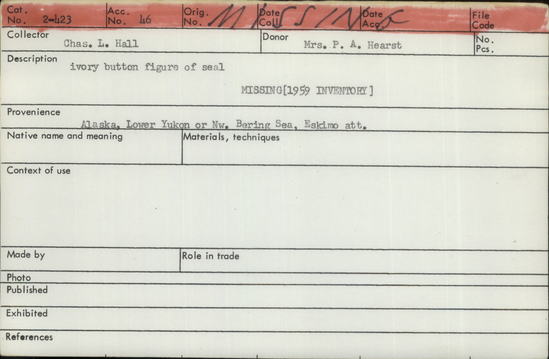 Cat. No. 2-423 Acc. No. 46 Orig. No. Date Coll. Date Acq. File Code
MISSING
Collector Chas. L. Hall Donor Mrs. P. A. Hearst No. Pcs.
Description ivory button figure of seal
MISSING[1959 INVENTORY]
Provenience
Alaska, Lower Yukon or Nw. Bering Sea, Eskimo att.
Native name and meaning Materials, techniques
Context of use
Made by Role in trade
Photo
Published
Exhibited
References